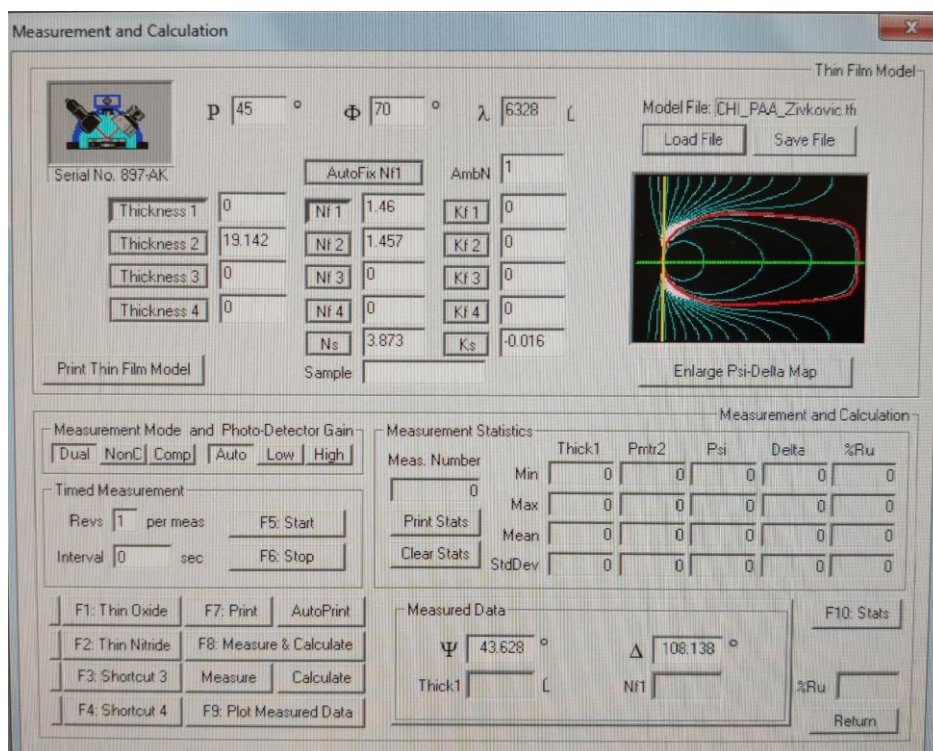 Measurement and Calculation
X
Thin Film Model
P 45 ° Φ 70 ° λ 6328 Ĺ
Model File: CHI_PAA_Zivkovic.tfi
Load File Save File
Serial No. 897-AK
AutoFix Nf1 AmbN 1
Thickness 1 0 Nf 1 1.46 Kf 1 0
Thickness 2 19.142 Nf 2 1.457 Kf 2 0
Thickness 3 0 Nf 3 0 Kf 3 0
Thickness 4 0 Nf 4 0 Kf 4 0
Ns 3.873 Ks -0.016
Print Thin Film Model Sample Enlarge Psi-Delta Map
Measurement and Calculation
Measurement Mode and Photo-Detector Gain
Dual NonC Comp Auto Low High
Timed Measurement
Revs 1 per meas F5: Start
Interval 0 sec F6: Stop
Measurement Statistics
Meas. Number Thick1 Pmtr2 Psi Delta %Ru
0
Min 0 0 0 0 0
Max 0 0 0 0 0
Print Stats
Mean 0 0 0 0 0
Clear Stats
StdDev 0 0 0 0 0
F1: Thin Oxide F7: Print AutoPrint
F2: Thin Nitride F8: Measure & Calculate
F3: Shortcut 3 Measure Calculate
F4: Shortcut 4 F9: Plot Measured Data
Measured Data
Ψ 43.628 ° Δ 108.138 °
Thick1 Ĺ Nf1
F10: Stats
%Ru
Return